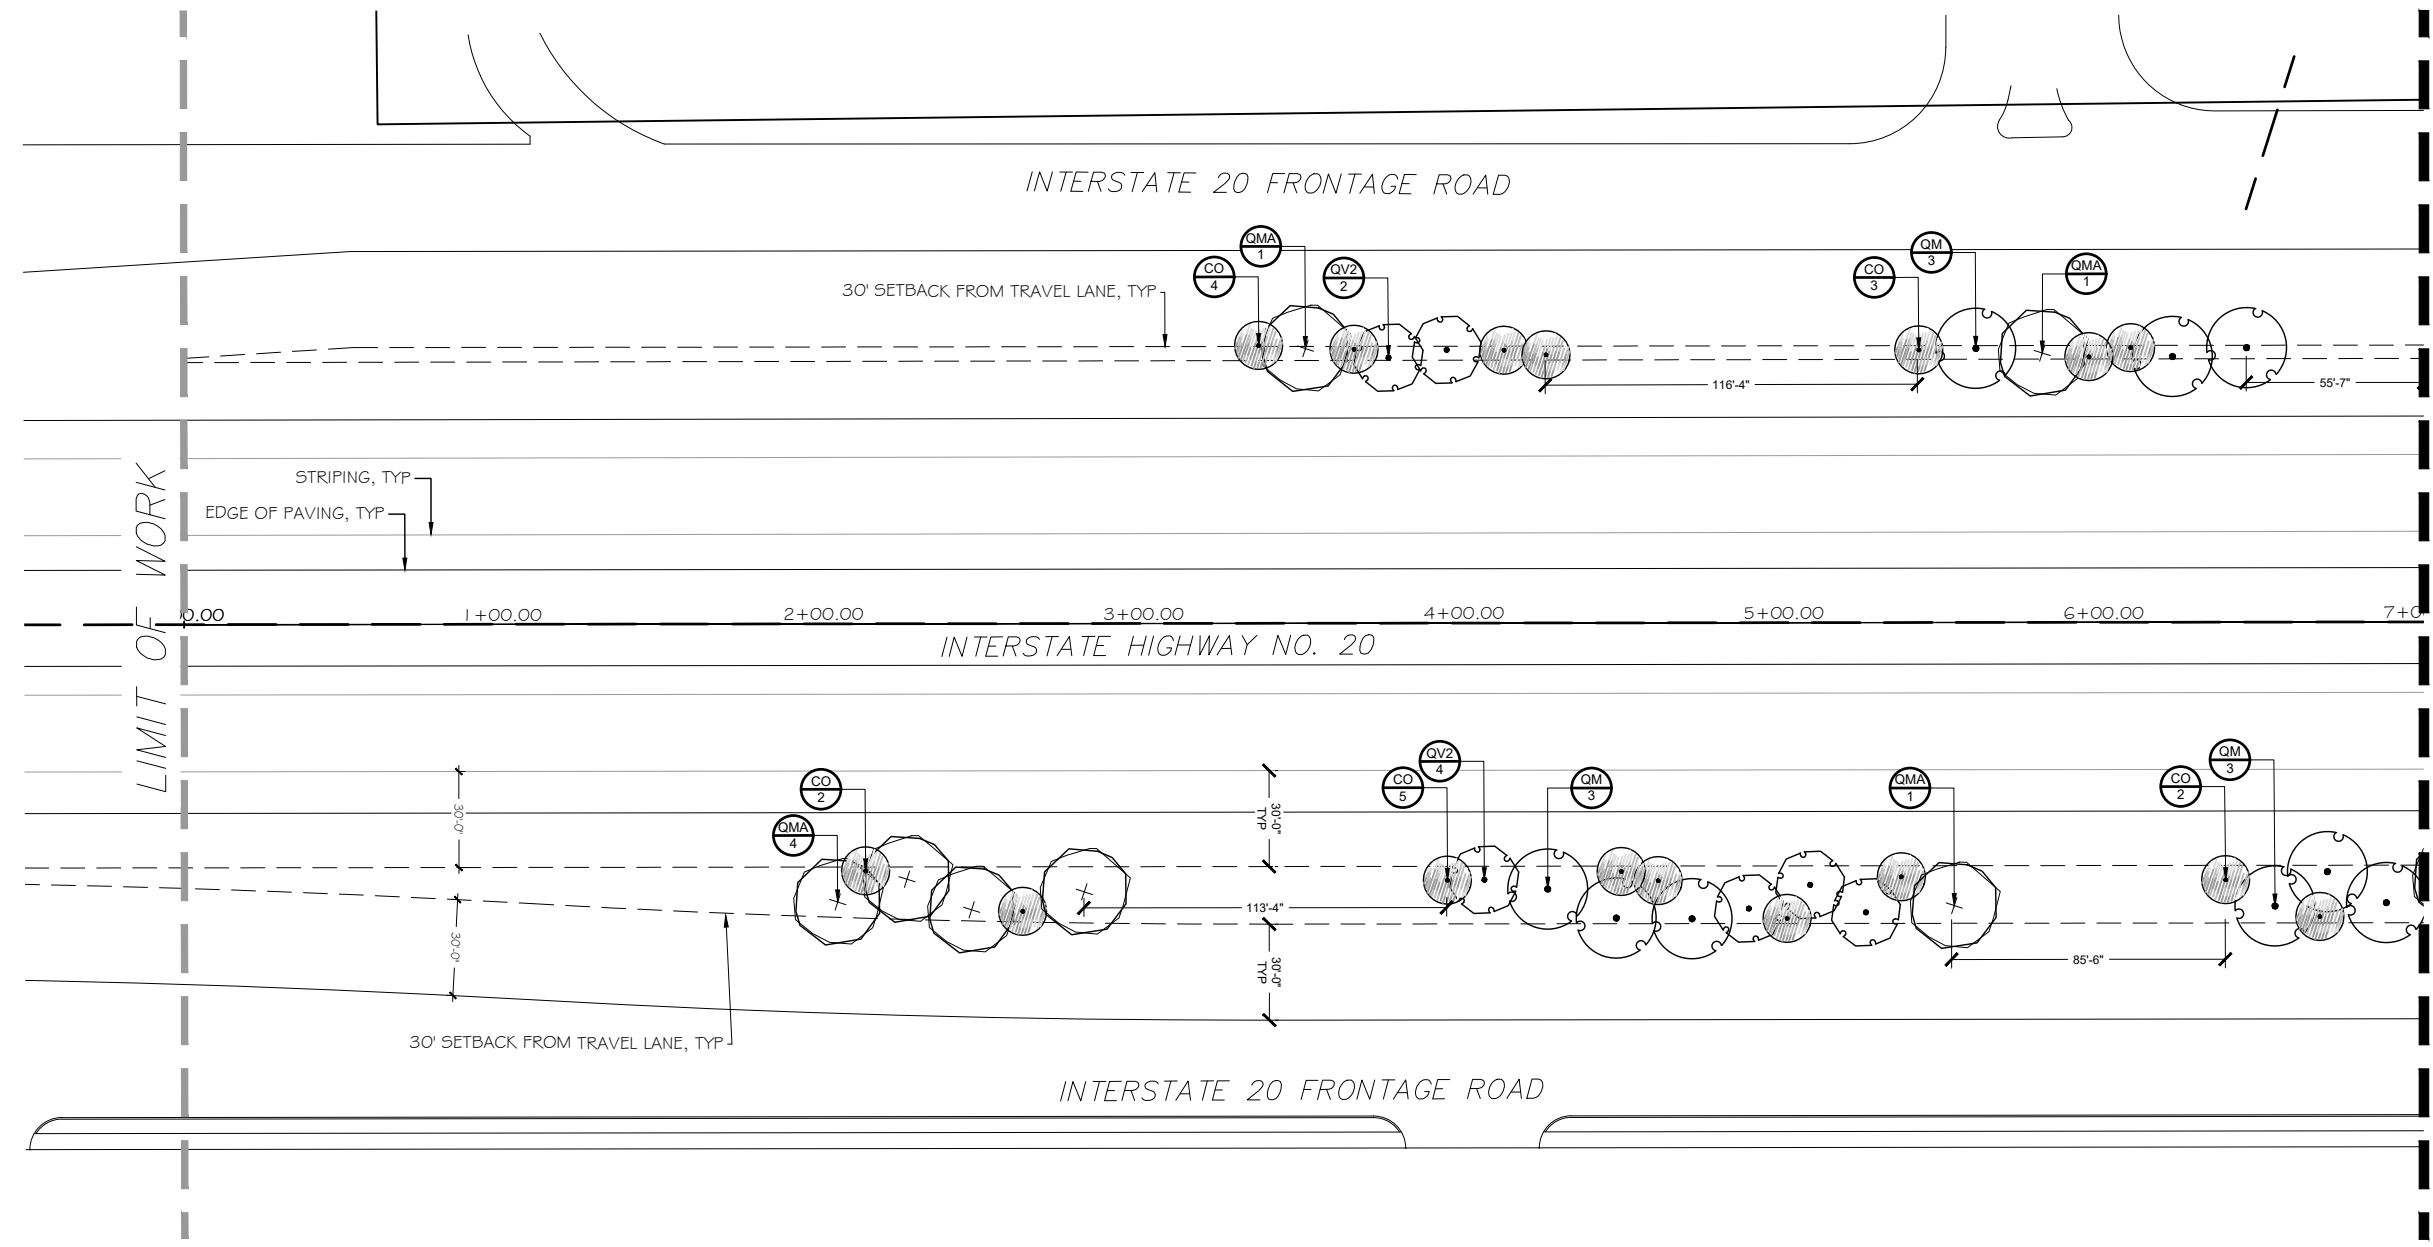 INTERSTATE 20 FRONTAGE ROAD
QMA
1
CO
4
QV2
2
QM
3
CO
3
QMA
1
30' SETBACK FROM TRAVEL LANE, TYP
116'-4"
55'-7"
STRIPING, TYP
EDGE OF PAVING, TYP
LIMIT OF WORK
0.00
1+00.00
2+00.00
3+00.00
4+00.00
5+00.00
6+00.00
7+0
INTERSTATE HIGHWAY NO. 20
CO
2
QMA
4
QV2
4
CO
5
QM
3
QMA
1
QM
3
CO
2
30'-0"
30'-0"
TYP
113'-4"
30'-0"
30'-0"
TYP
85'-6"
30' SETBACK FROM TRAVEL LANE, TYP
INTERSTATE 20 FRONTAGE ROAD